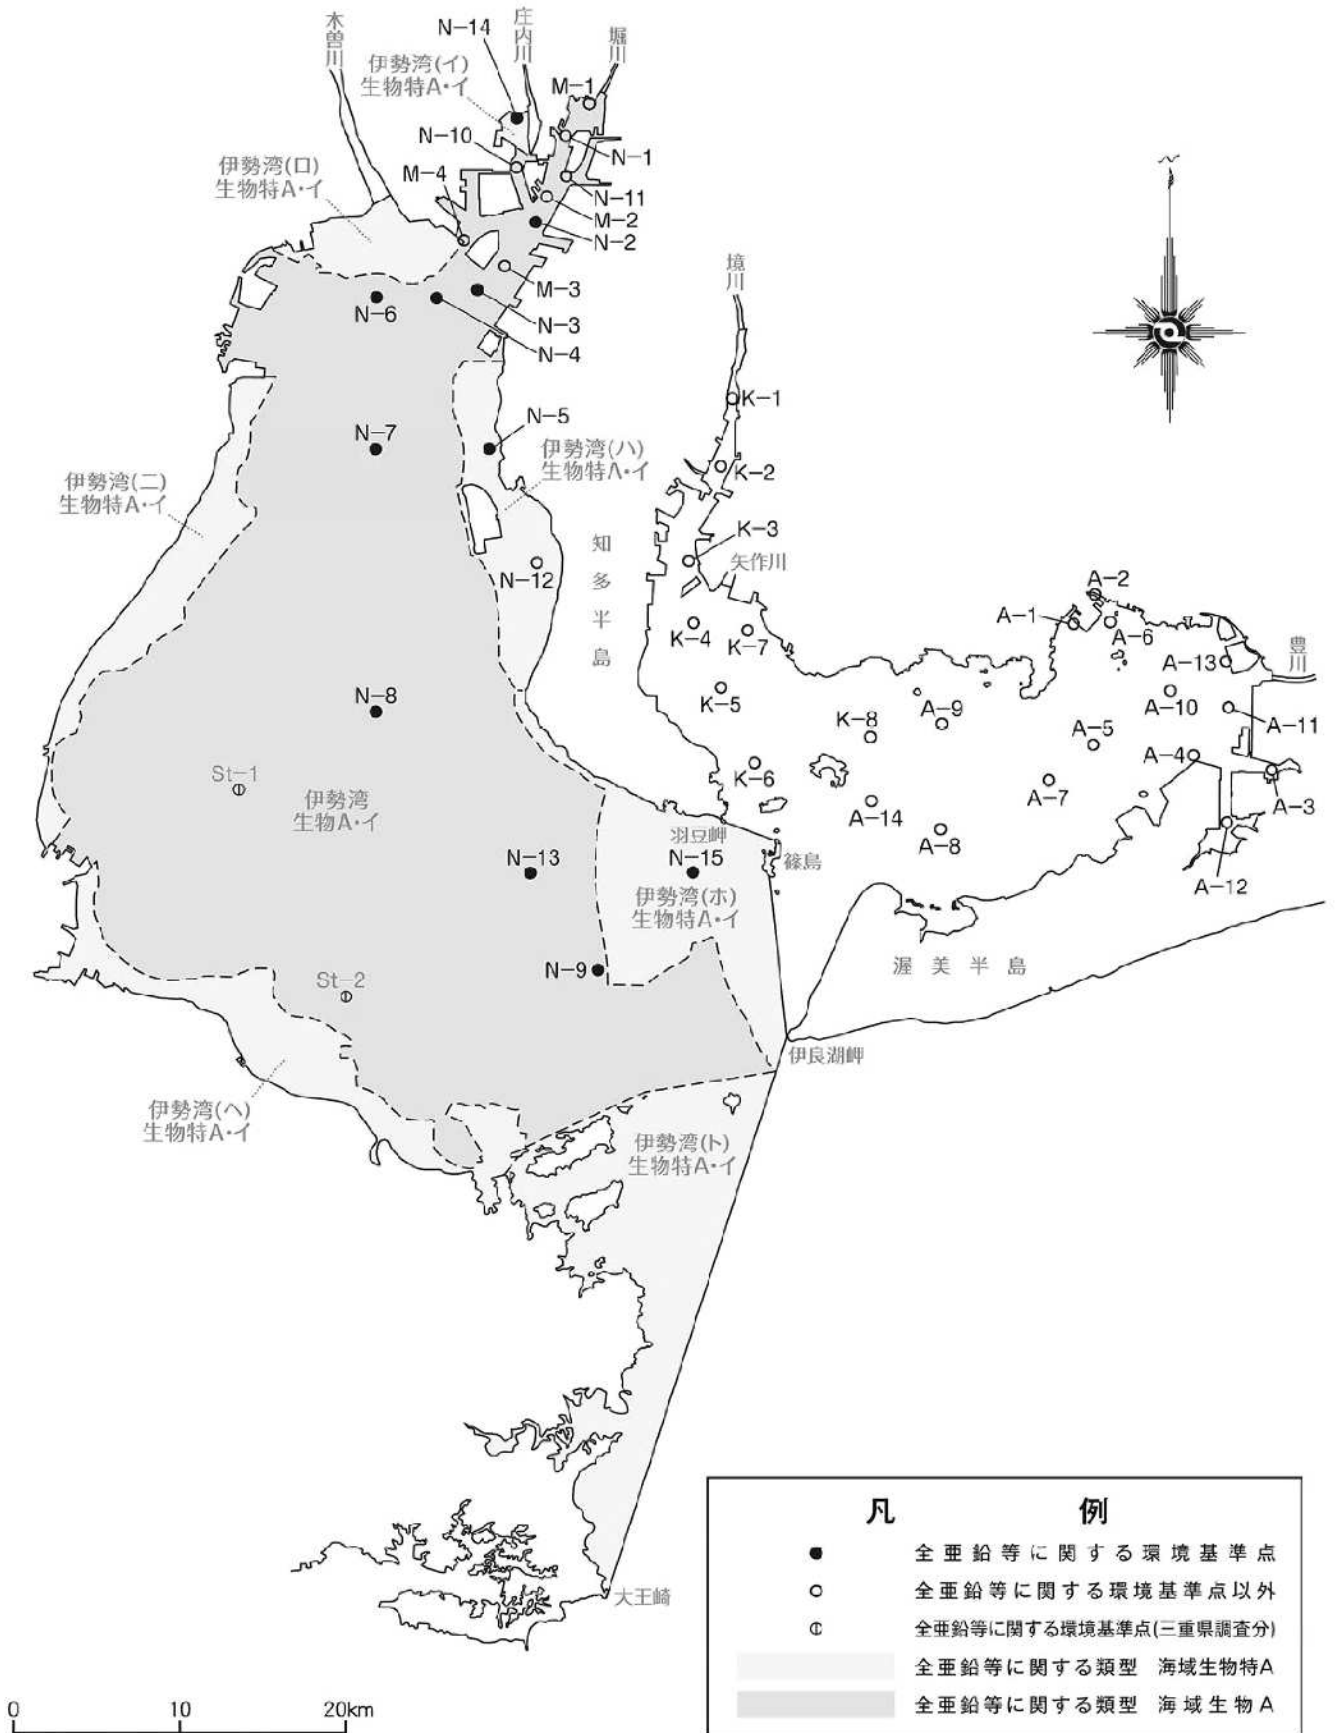 木曽川
N-14
庄内川
堀川
伊勢湾(イ)
生物特A・イ
M-1
N-10
N-1
伊勢湾(ロ)
生物特A・イ
M-4
N-11
M-2
N-2
M-3
N-6
N-3
N-4
境川
K-1
N-7
N-5
伊勢湾(ハ)
生物特A・イ
K-2
伊勢湾(ニ)
生物特A・イ
K-3
矢作川
知多半島
N-12
A-2
A-1
A-6
K-4
K-7
豊川
A-13
N-8
K-5
K-8
A-9
A-10
A-11
A-5
A-4
St-1
K-6
伊勢湾
生物A・イ
A-7
A-3
A-14
A-8
羽豆岬
N-13
N-15
篠島
A-12
伊勢湾(ホ)
生物特A・イ
N-9
渥美半島
St-2
伊良湖岬
伊勢湾(ヘ)
生物特A・イ
伊勢湾(ト)
生物特A・イ
大王崎
凡 例
全亜鉛等に関する環境基準点
全亜鉛等に関する環境基準点以外
全亜鉛等に関する環境基準点(三重県調査分)
全亜鉛等に関する類型 海域生物特A
全亜鉛等に関する類型 海域生物A
0 10 20km